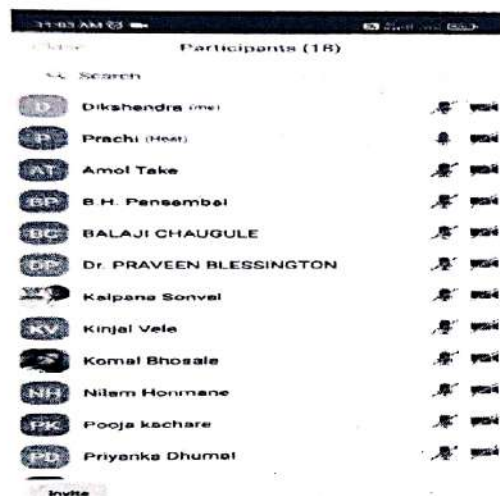 11:03 AM
Close Participants (18)
Search
D Dikshendra (me)
P Prachi (Host)
AT Amol Take
BP B.H. Pansambal
BC BALAJI CHAUGULE
DP Dr. PRAVEEN BLESSINGTON
Kalpana Sonval
KV Kinjal Vele
Komal Bhosale
NH Nilam Honmane
PK Pooja kachare
PD Priyanka Dhumal
Invite